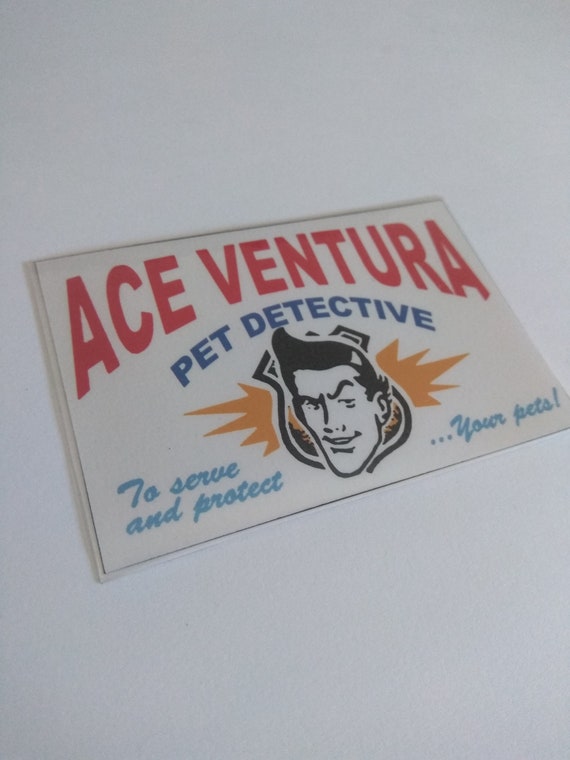 ACE VENTURA
PET DETECTIVE
To serve
and protect
...Your pets!